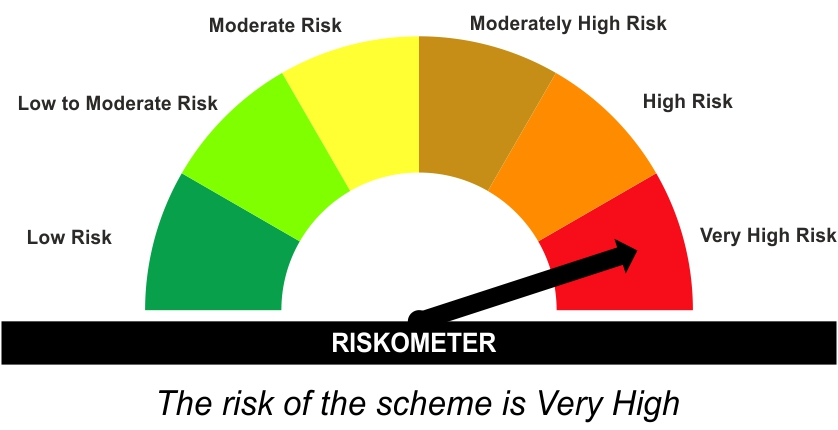 Moderate Risk
Moderately High Risk
Low to Moderate Risk
High Risk
Low Risk
Very High Risk
RISKOMETER
The risk of the scheme is Very High